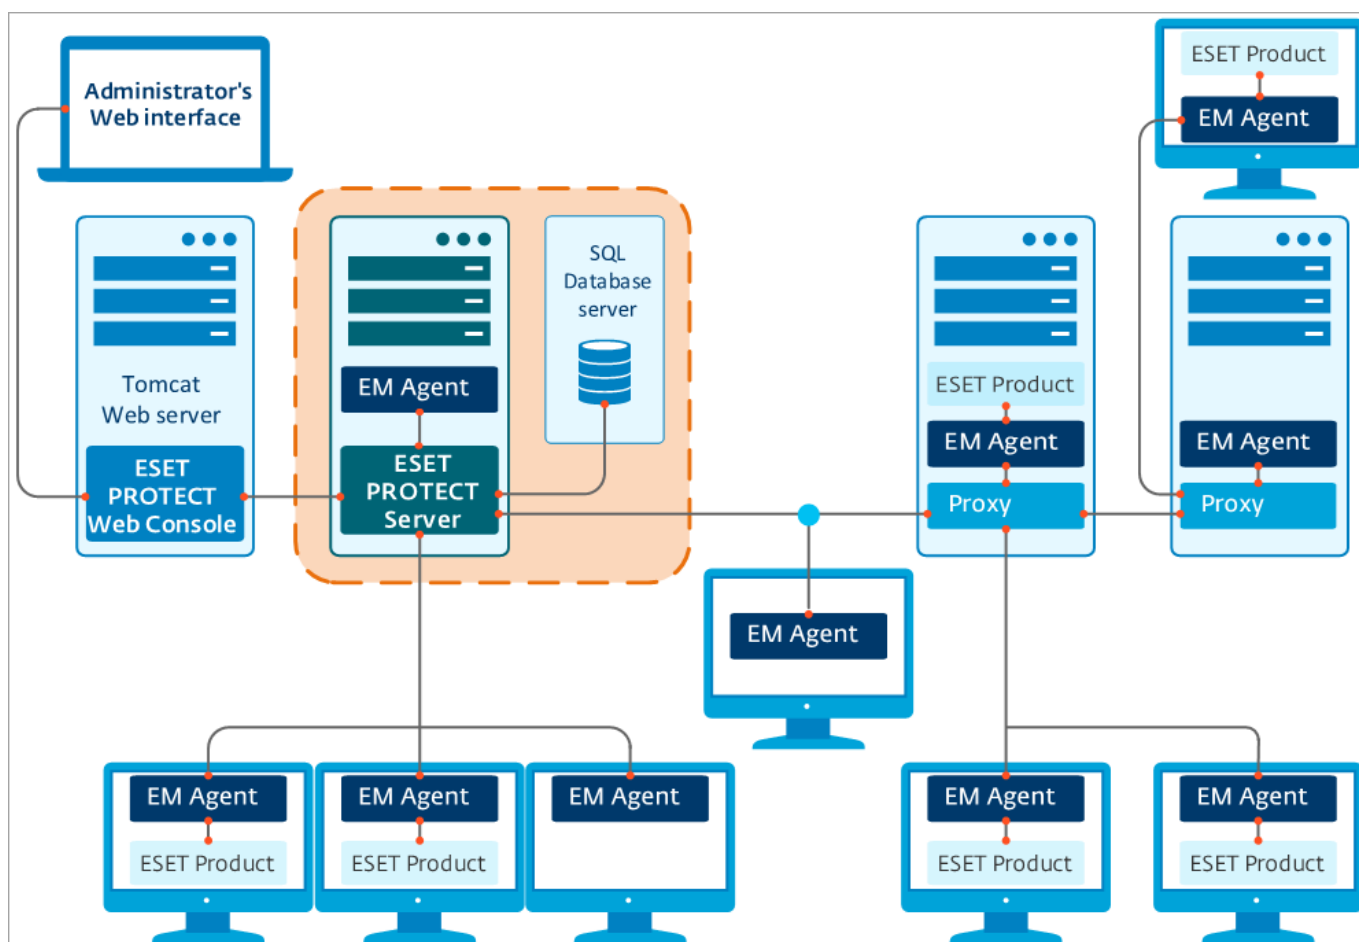 Administrator's
Web interface
ESET Product
EM Agent
Tomcat
Web server
ESET
PROTECT
Web Console
EM Agent
ESET
PROTECT
Server
SQL
Database
server
ESET Product
EM Agent
Proxy
EM Agent
Proxy
EM Agent
EM Agent
ESET Product
EM Agent
ESET Product
EM Agent
EM Agent
ESET Product
EM Agent
ESET Product